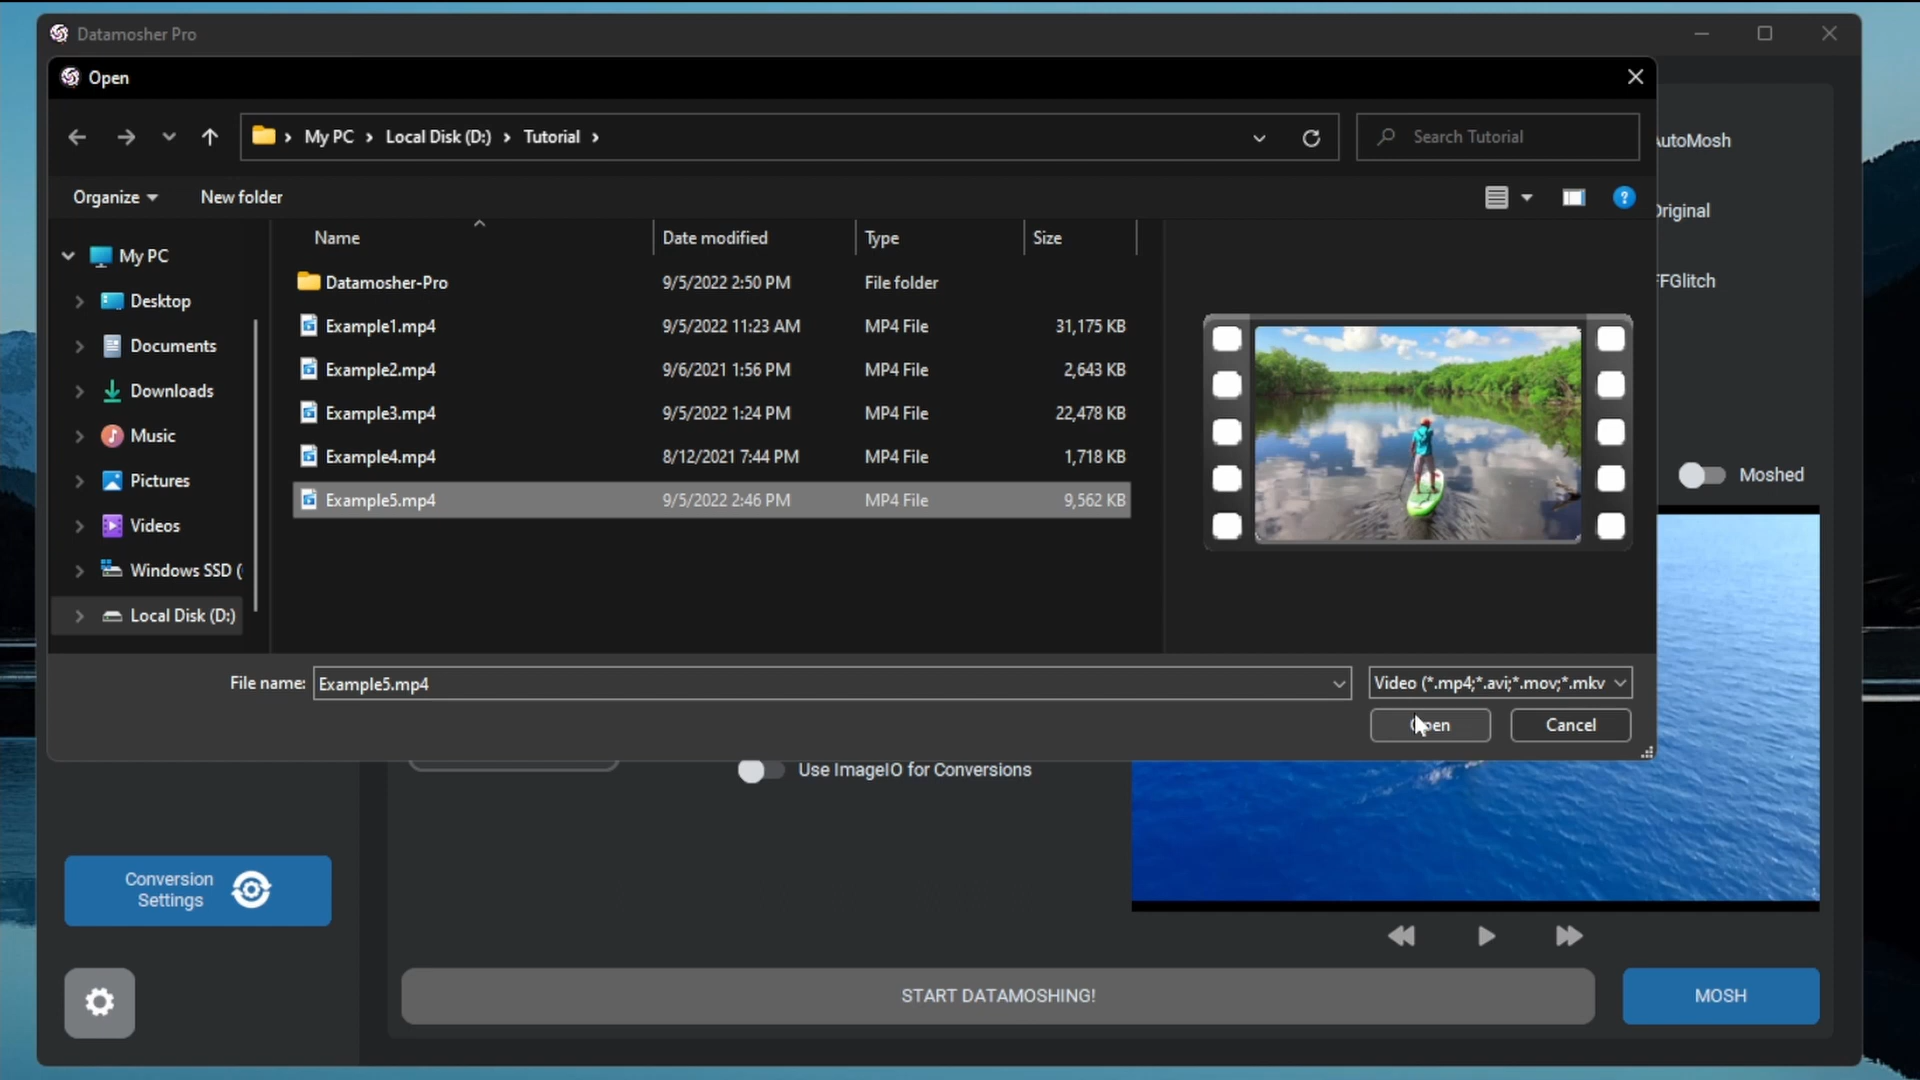 Datamosher Pro
Open
My PC
Local Disk (D:)
Tutorial
Search Tutorial
Organize
New folder
?
Name
Date modified
Type
Size
Datamosher-Pro
9/5/2022 2:50 PM
File folder
Example1.mp4
9/5/2022 11:23 AM
MP4 File
31,175 KB
Example2.mp4
9/6/2021 1:56 PM
MP4 File
2,643 KB
Example3.mp4
9/5/2022 1:24 PM
MP4 File
22,478 KB
Example4.mp4
8/12/2021 7:44 PM
MP4 File
1,718 KB
Example5.mp4
9/5/2022 2:46 PM
MP4 File
9,562 KB
My PC
Desktop
Documents
Downloads
Music
Pictures
Videos
Windows SSD (
Local Disk (D:)
File name:
Example5.mp4
Video (*.mp4;*.avi;*.mov;*.mkv
Cancel
Moshed
Use ImageIO for Conversions
Conversion
Settings
START DATAMOSHING!
MOSH